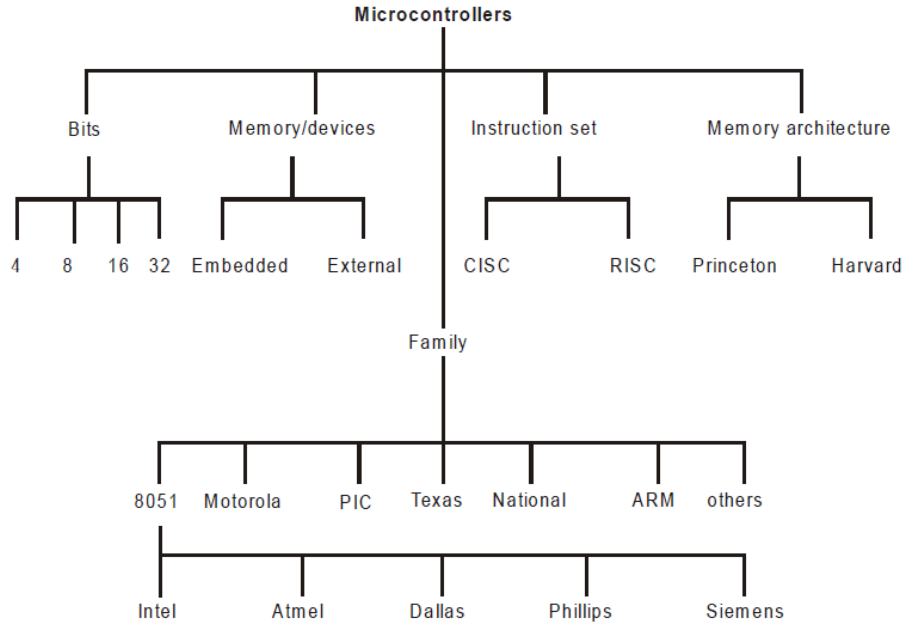 Microcontrollers
Bits Memory/devices Instruction set Memory architecture
4 8 16 32 Embedded External CISC RISC Princeton Harvard
Family
8051 Motorola PIC Texas National ARM others
Intel Atmel Dallas Phillips Siemens